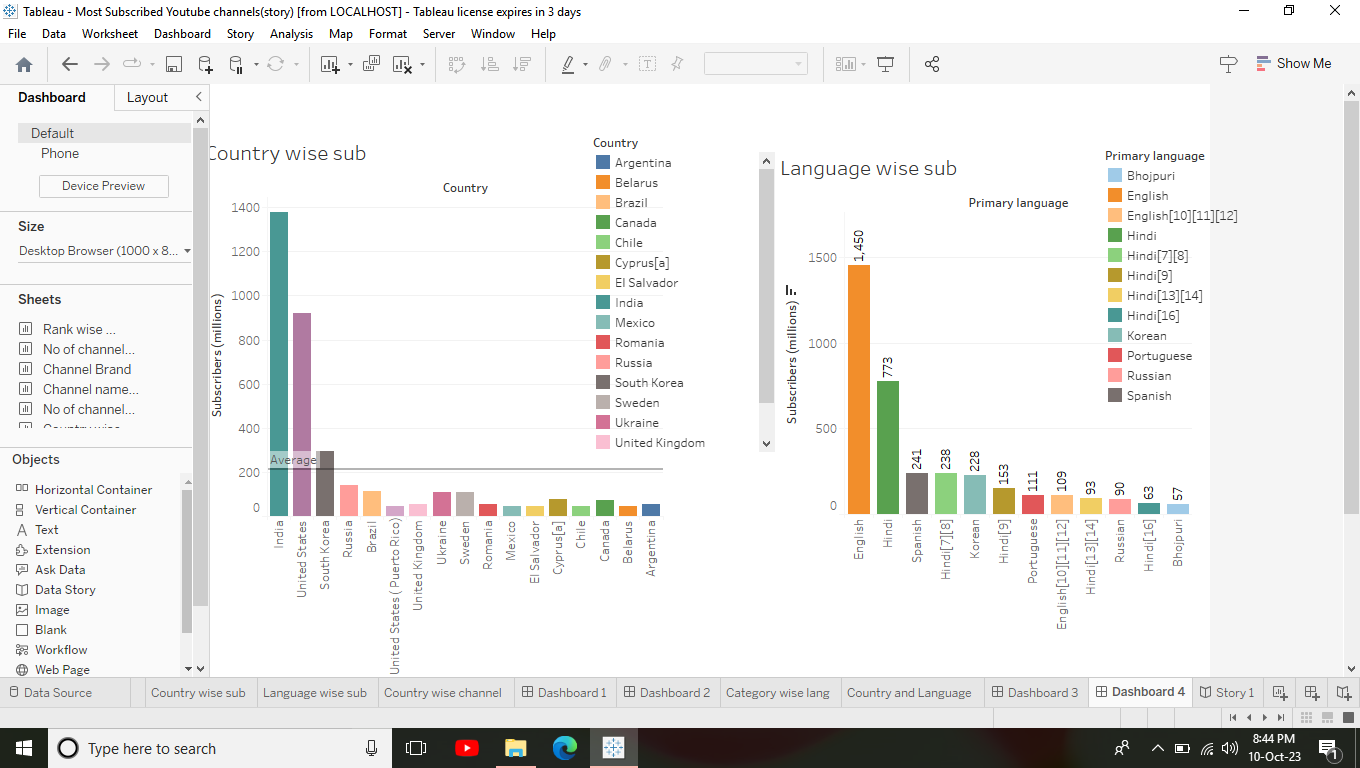 Tableau - Most Subscribed Youtube channels(story) [from LOCALHOST] - Tableau license expires in 3 days
File Data Worksheet Dashboard Story Analysis Map Format Server Window Help
Show Me
Dashboard Layout
Default
Phone
Device Preview
Size
Desktop Browser (1000 x 8...
Sheets
Rank wise ...
No of channel...
Channel Brand
Channel name...
No of channel...
Objects
Horizontal Container
Vertical Container
Text
Extension
Ask Data
Data Story
Image
Blank
Workflow
Web Page
Country wise sub
Country
Subscribers (millions)
1400
1200
1000
800
600
400
200
0
Average
India
United States
South Korea
Russia
Brazil
United States ( Puerto Rico)
United Kingdom
Ukraine
Sweden
Romania
Mexico
El Salvador
Cyprus[a]
Chile
Canada
Belarus
Argentina
Country
Argentina
Belarus
Brazil
Canada
Chile
Cyprus[a]
El Salvador
India
Mexico
Romania
Russia
South Korea
Sweden
Ukraine
United Kingdom
Language wise sub
Primary language
Subscribers (millions)
1500
1000
500
0
1,450
773
241
238
228
153
111
109
93
90
63
57
English
Hindi
Spanish
Hindi[7][8]
Korean
Hindi[9]
Portuguese
English[10][11][12]
Hindi[13][14]
Russian
Hindi[16]
Bhojpuri
Primary language
Bhojpuri
English
English[10][11][12]
Hindi
Hindi[7][8]
Hindi[9]
Hindi[13][14]
Hindi[16]
Korean
Portuguese
Russian
Spanish
Data Source Country wise sub Language wise sub Country wise channel Dashboard 1 Dashboard 2 Category wise lang Country and Language Dashboard 3 Dashboard 4 Story 1
Type here to search
8:44 PM
10-Oct-23
1